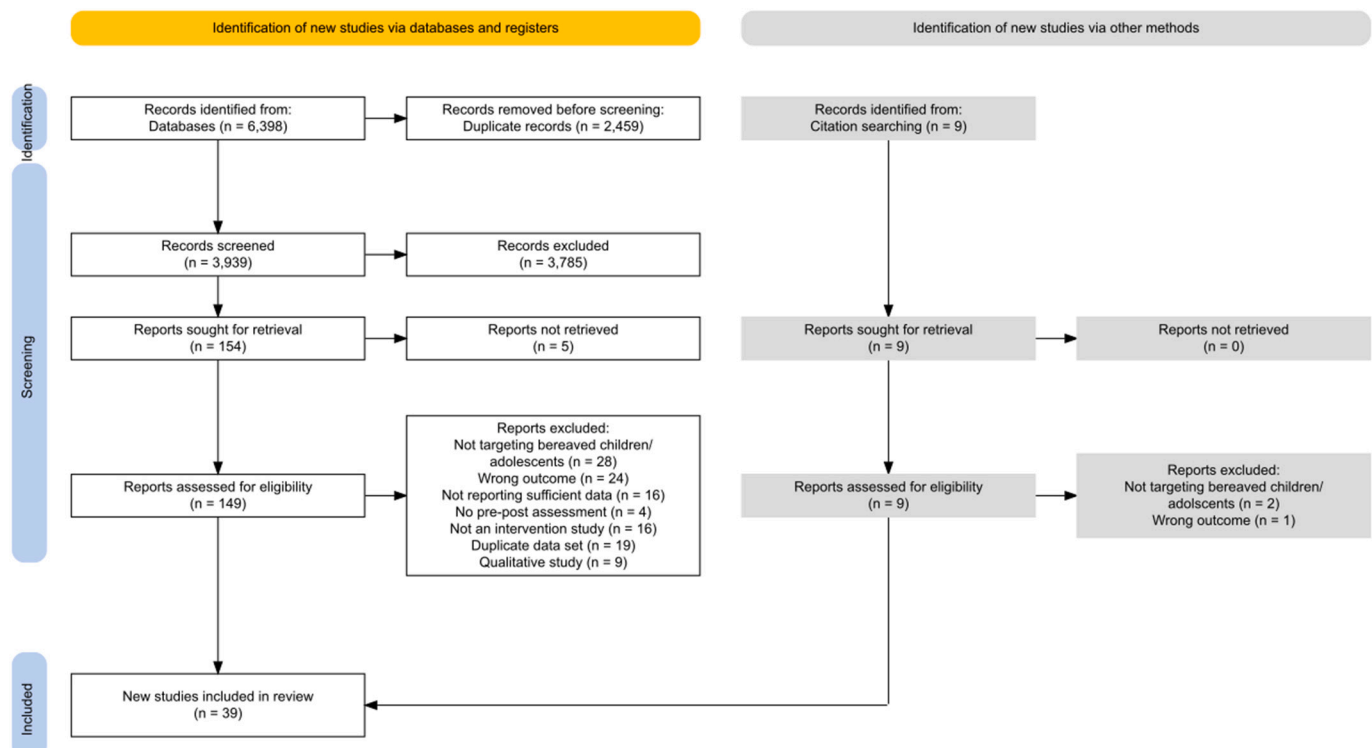 Identification of new studies via databases and registers
Identification of new studies via other methods
Identification
Records identified from:
Databases (n = 6,398)
Records removed before screening:
Duplicate records (n = 2,459)
Records identified from:
Citation searching (n = 9)
Screening
Records screened
(n = 3,939)
Records excluded
(n = 3,785)
Reports sought for retrieval
(n = 154)
Reports not retrieved
(n = 5)
Reports sought for retrieval
(n = 9)
Reports not retrieved
(n = 0)
Reports assessed for eligibility
(n = 149)
Reports excluded:
Not targeting bereaved children/
adolescents (n = 28)
Wrong outcome (n = 24)
Not reporting sufficient data (n = 16)
No pre-post assessment (n = 4)
Not an intervention study (n = 16)
Duplicate data set (n = 19)
Qualitative study (n = 9)
Reports assessed for eligibility
(n = 9)
Reports excluded:
Not targeting bereaved children/
adolscents (n = 2)
Wrong outcome (n = 1)
Included
New studies included in review
(n = 39)